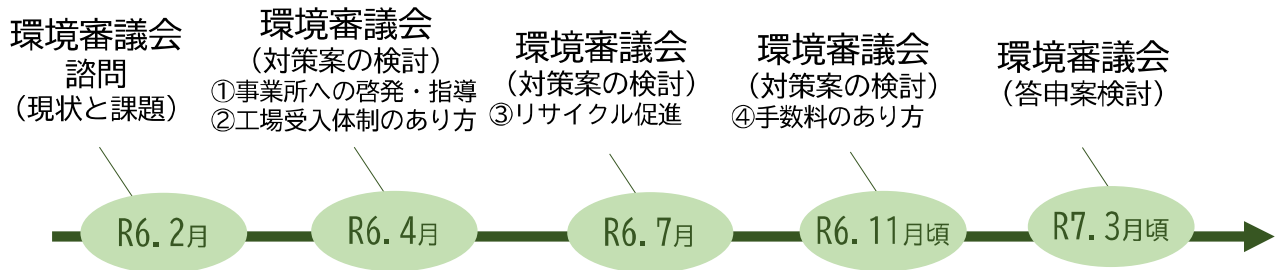 環境審議会
諮問
（現状と課題）
環境審議会
（対策案の検討）
①事業所への啓発・指導
②工場受入体制のあり方
環境審議会
（対策案の検討）
③リサイクル促進
環境審議会
（対策案の検討）
④手数料のあり方
環境審議会
（答申案検討）
R6. 2月
R6. 4月
R6. 7月
R6. 11月頃
R7. 3月頃